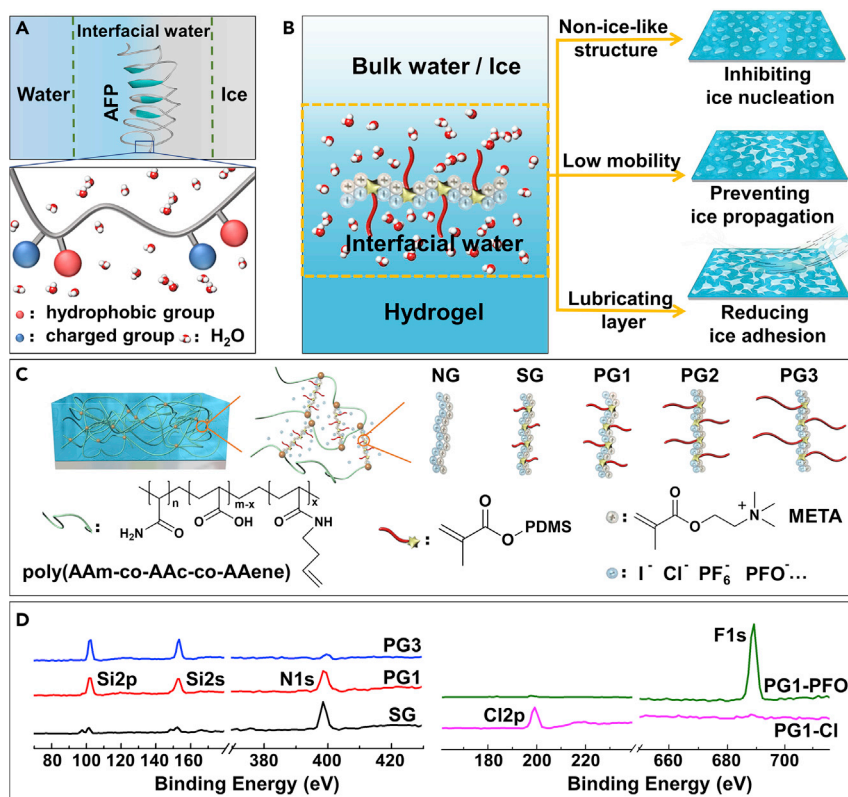 A
Interfacial water
Water
AFP
Ice
: hydrophobic group
: charged group : H2O
B
Bulk water / Ice
Interfacial water
Hydrogel
Non-ice-like
structure
Inhibiting
ice nucleation
Low mobility
Preventing
ice propagation
Lubricating
layer
Reducing
ice adhesion
C
NG SG PG1 PG2 PG3
:
n m-x x
H2N O O OH O NH
poly(AAm-co-AAc-co-AAene)
:
O O PDMS
:
O O N+ META
: I- Cl- PF6- PFO-...
D
PG3
Si2p Si2s N1s PG1
SG
80 100 120 140 160 380 400 420
Binding Energy (eV)
F1s
PG1-PFO
Cl2p
PG1-Cl
180 200 220 660 680 700
Binding Energy (eV)